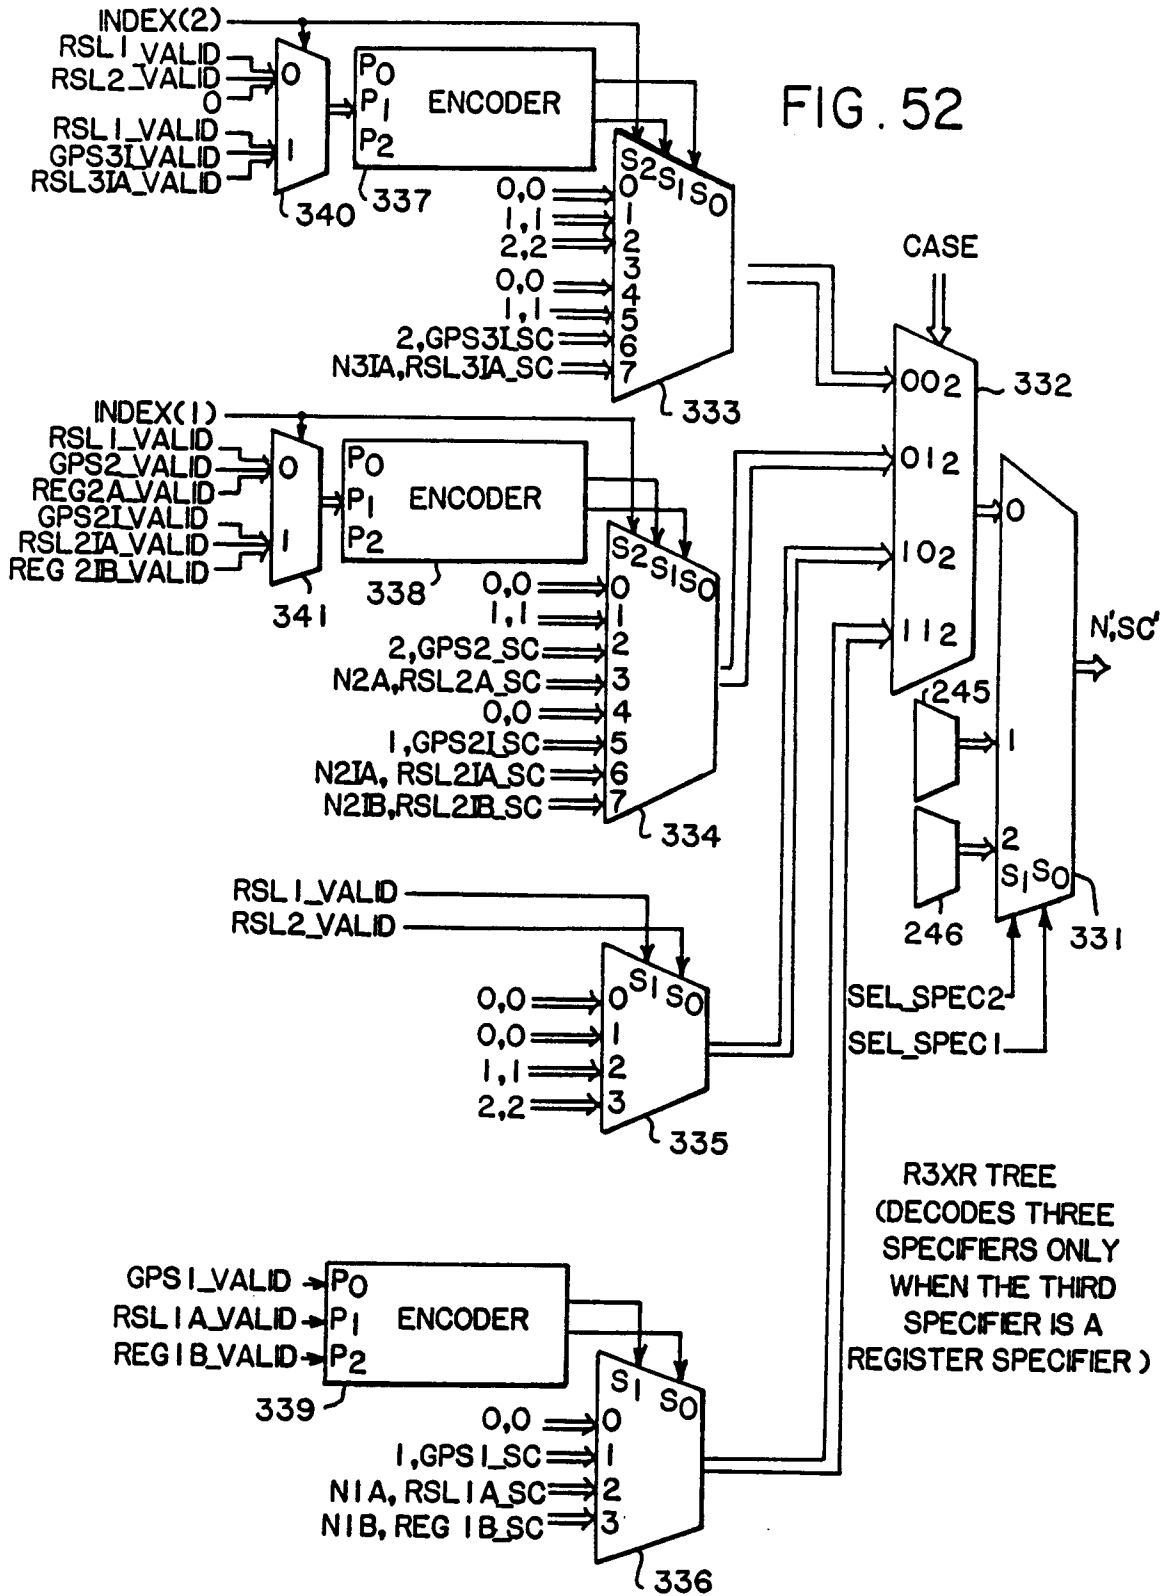 INDEX(2)
RSL1_VALID
RSL2_VALID
0
RSL1_VALID
GPS3I_VALID
RSL3IA_VALID
0
1
340
P0
P1
P2
ENCODER
337
FIG. 52
S2 S1 S0
0,0
1,1
2,2
0,0
1,1
2,GPS3I_SC
N3IA,RSL3IA_SC
0
1
2
3
4
5
6
7
333
CASE
002
012
102
112
332
INDEX(1)
RSL1_VALID
GPS2_VALID
REG2A_VALID
GPS2I_VALID
RSL2IA_VALID
REG 2IB_VALID
0
1
341
P0
P1
P2
ENCODER
338
S2 S1 S0
0,0
1,1
2,GPS2_SC
N2A,RSL2A_SC
0,0
1,GPS2I_SC
N2IA, RSL2IA_SC
N2IB,RSL2IB_SC
0
1
2
3
4
5
6
7
334
0
1
2
S1 S0
N',SC'
245
246
331
SEL_SPEC2
SEL_SPEC1
RSL1_VALID
RSL2_VALID
S1 S0
0,0
0,0
1,1
2,2
0
1
2
3
335
R3XR TREE
(DECODES THREE
SPECIFIERS ONLY
WHEN THE THIRD
SPECIFIER IS A
REGISTER SPECIFIER)
GPS1_VALID
RSL1A_VALID
REG1B_VALID
P0
P1
P2
ENCODER
339
S1 S0
0,0
1,GPS1_SC
N1A, RSL1A_SC
N1B, REG 1B_SC
0
1
2
3
336